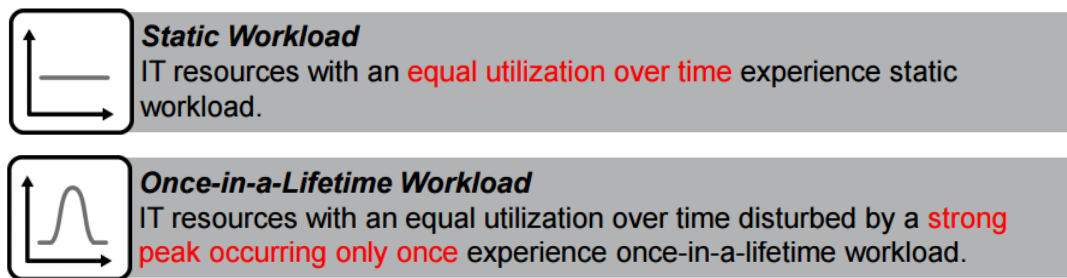 Static Workload
IT resources with an equal utilization over time experience static
workload.
Once-in-a-Lifetime Workload
IT resources with an equal utilization over time disturbed by a strong
peak occurring only once experience once-in-a-lifetime workload.